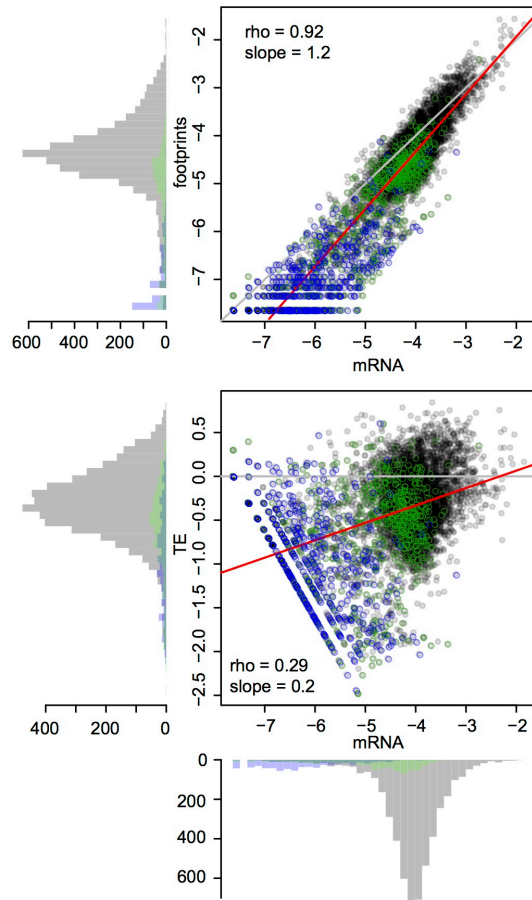 rho = 0.92
slope = 1.2
footprints
−2
−3
−4
−5
−6
−7
600 400 200 0
−7 −6 −5 −4 −3 −2
mRNA
TE
0.5
0.0
−0.5
−1.0
−1.5
−2.0
−2.5
rho = 0.29
slope = 0.2
400 200 0
−7 −6 −5 −4 −3 −2
mRNA
0
200
400
600